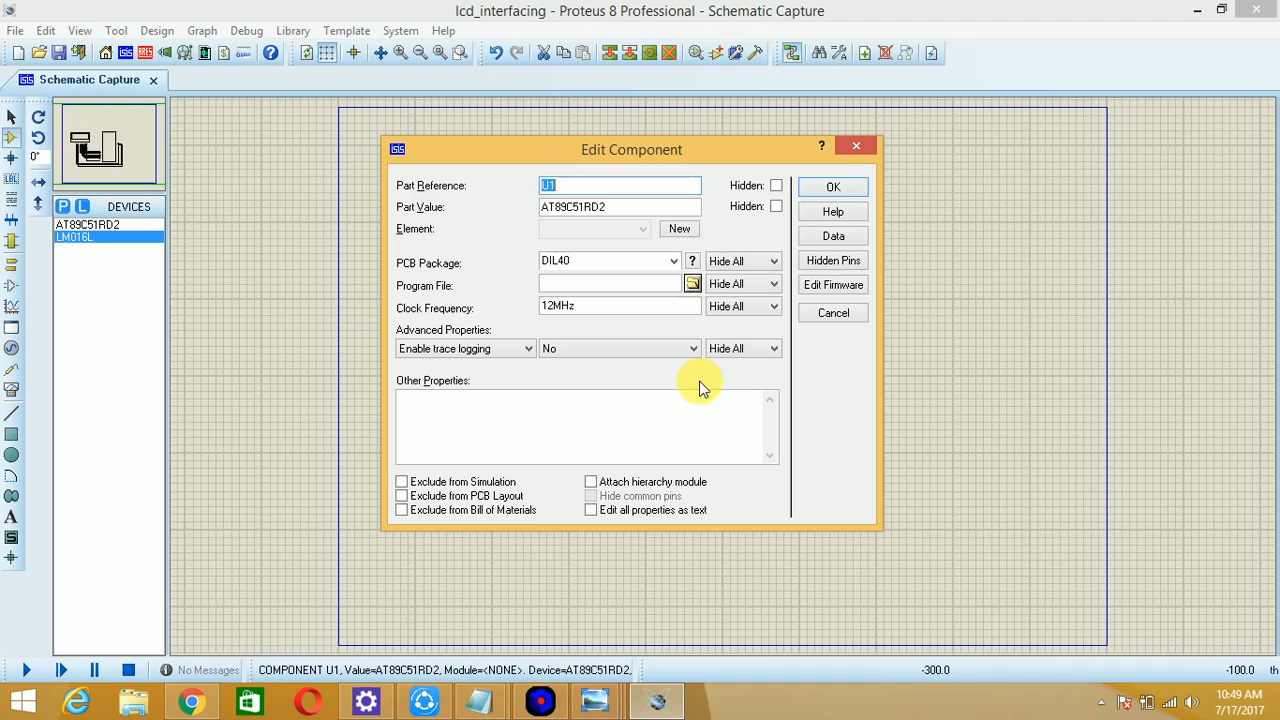 lcd_interfacing - Proteus 8 Professional - Schematic Capture
File Edit View Tool Design Graph Debug Library Template System Help
Schematic Capture
0°
LBL
P L DEVICES
AT89C51RD2
LM016L
A
Edit Component
?
Part Reference: U1 Hidden: OK
Part Value: AT89C51RD2 Hidden: Help
Element: New Data
PCB Package: DIL40 ? Hide All Hidden Pins
Program File: Hide All Edit Firmware
Clock Frequency: 12MHz Hide All Cancel
Advanced Properties:
Enable trace logging No Hide All
Other Properties:
Exclude from Simulation Attach hierarchy module
Exclude from PCB Layout Hide common pins
Exclude from Bill of Materials Edit all properties as text
No Messages COMPONENT U1, Value=AT89C51RD2, Module=<NONE>. Device=AT89C51RD2, -300.0 -100.0 th
10:49 AM
7/17/2017